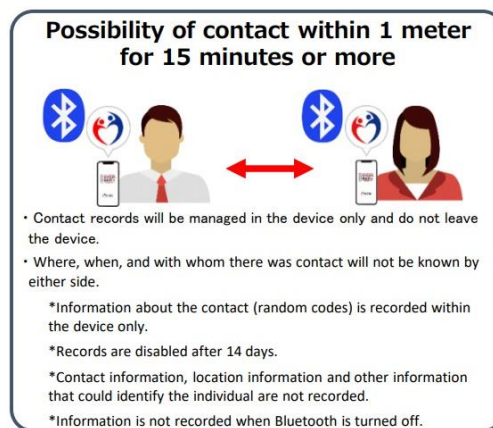 Possibility of contact within 1 meter
for 15 minutes or more
・Contact records will be managed in the device only and do not leave
the device.
・Where, when, and with whom there was contact will not be known by
either side.
*Information about the contact (random codes) is recorded within
the device only.
*Records are disabled after 14 days.
*Contact information, location information and other information
that could identify the individual are not recorded.
*Information is not recorded when Bluetooth is turned off.